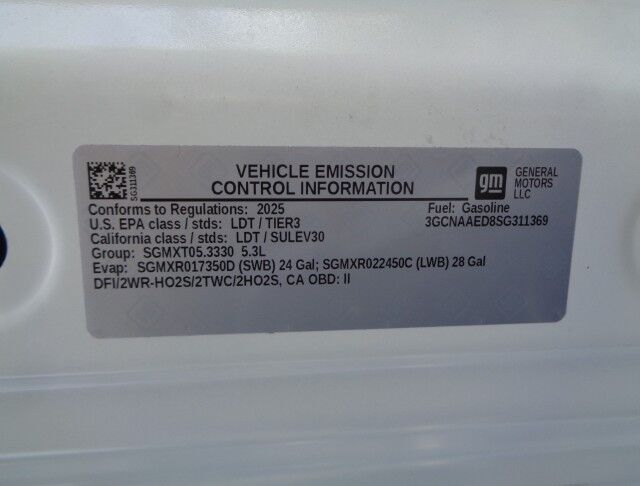 SG311369
VEHICLE EMISSION
CONTROL INFORMATION
gm
GENERAL
MOTORS
LLC
Conforms to Regulations: 2025
Fuel: Gasoline
U.S. EPA class / stds: LDT / TIER3
3GCNAAED8SG311369
California class / stds: LDT / SULEV30
Group: SGMXT05.3330 5.3L
Evap: SGMXR017350D (SWB) 24 Gal; SGMXR022450C (LWB) 28 Gal
DFI/2WR-HO2S/2TWC/2HO2S, CA OBD: II